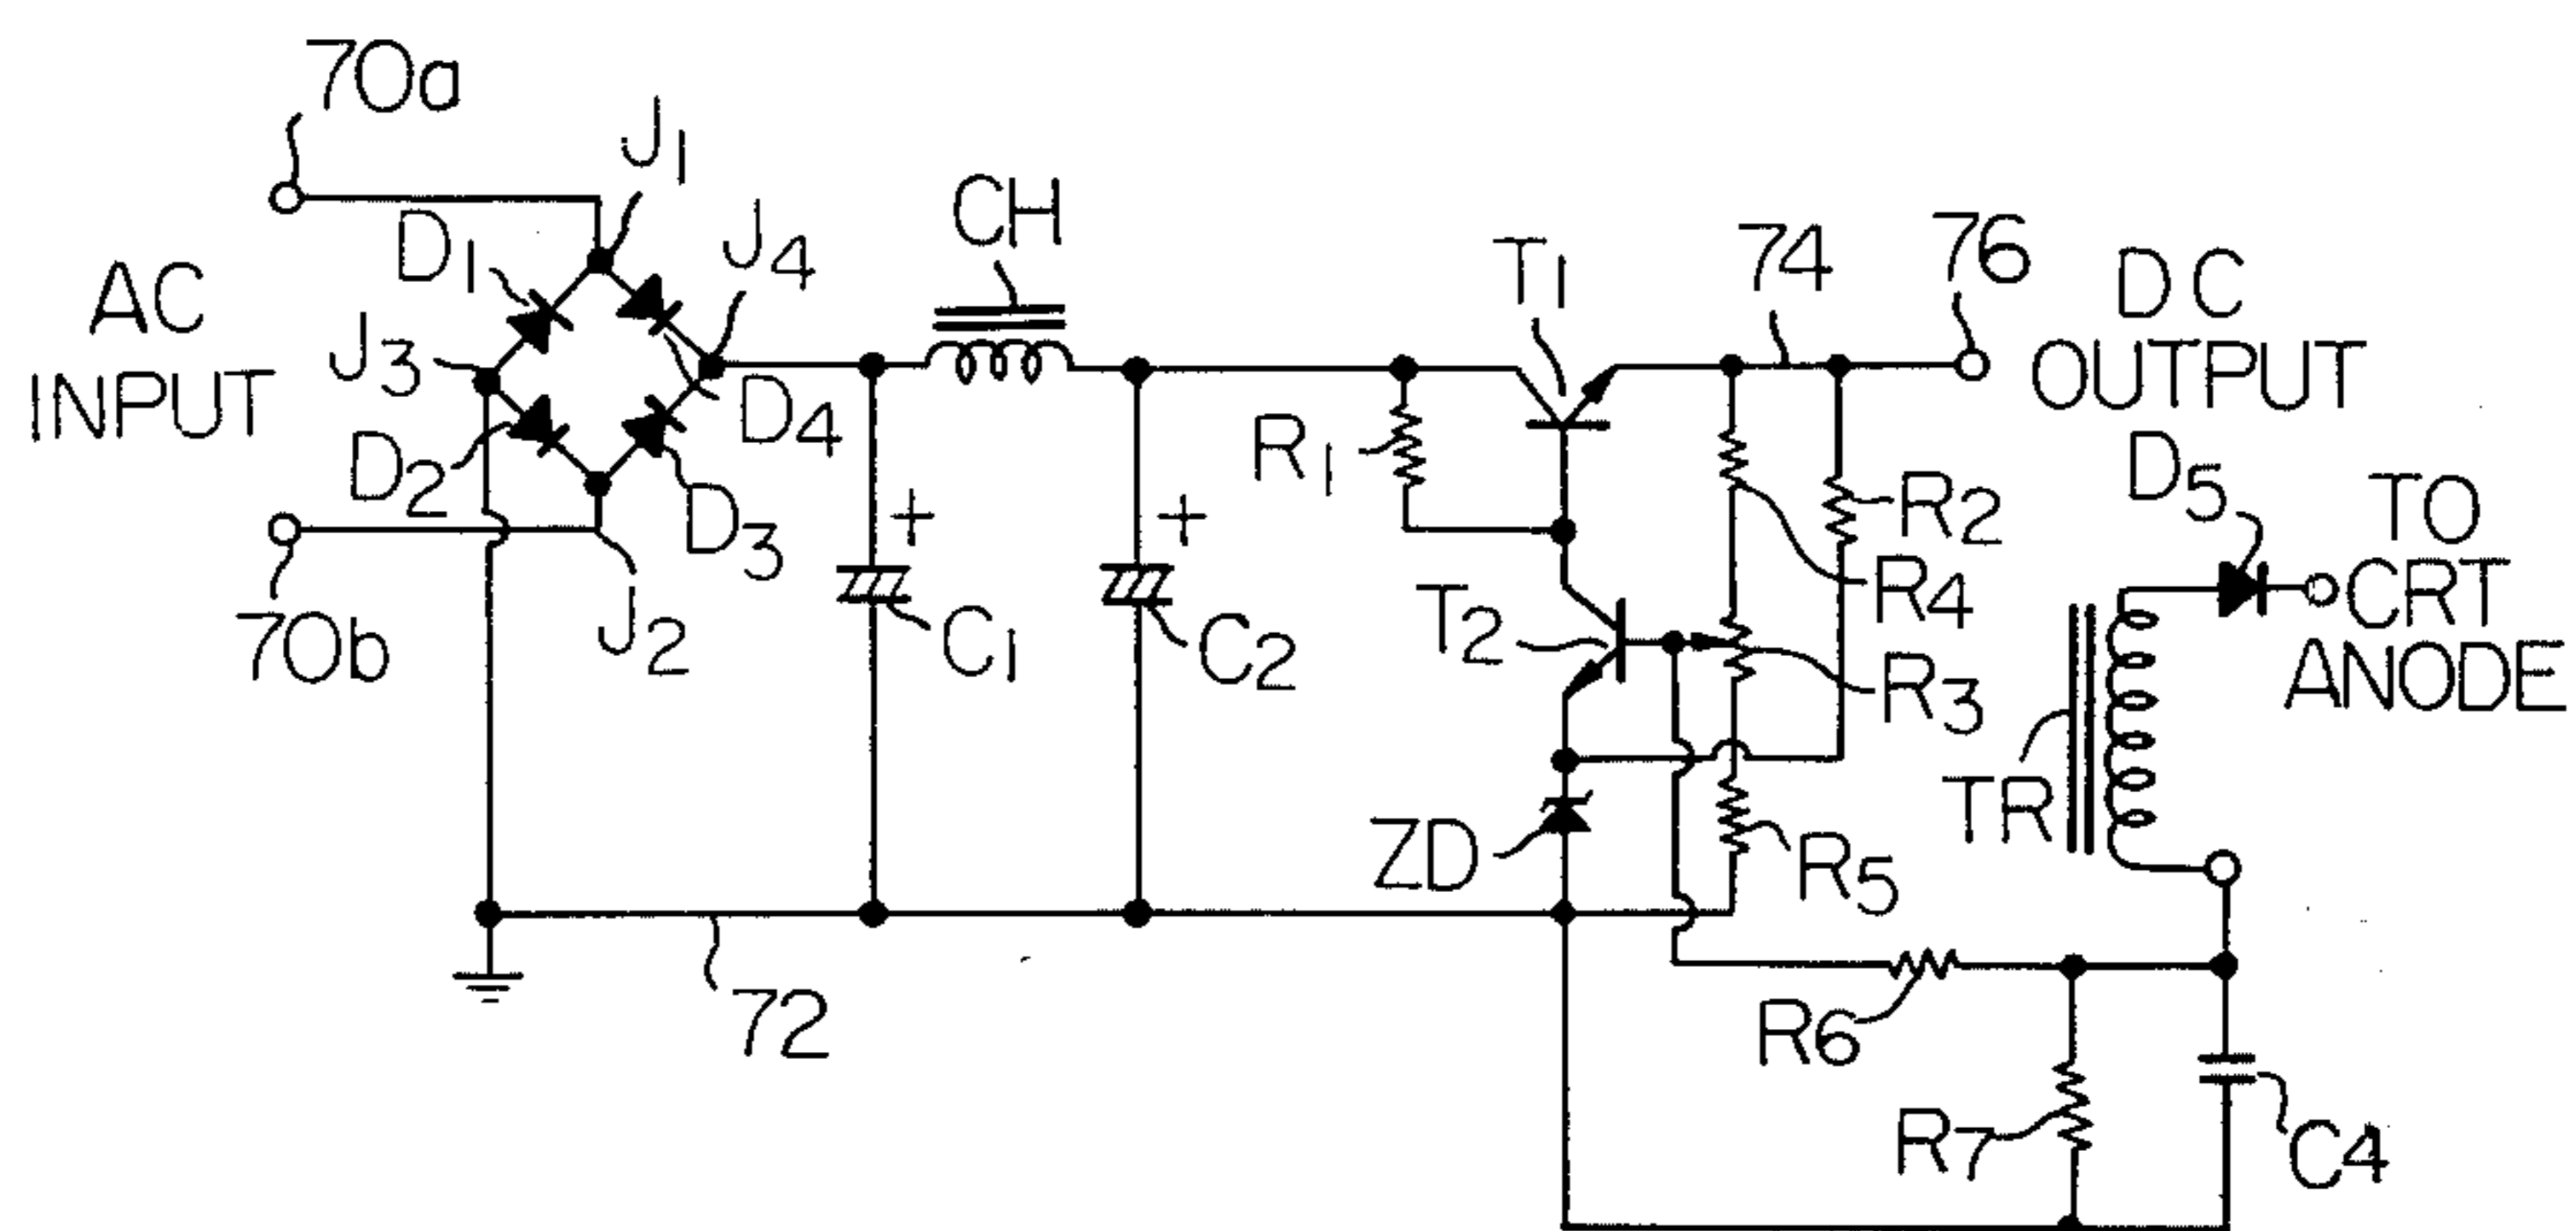 70a
J1
D1
J4
CH
AC
INPUT
J3
D4
D2
D3
70b
J2
C1
C2
T1
74
76
DC
OUTPUT
R1
R2
D5
TO
CRT
ANODE
R4
T2
R3
TR
ZD
R5
72
R6
R7
C4